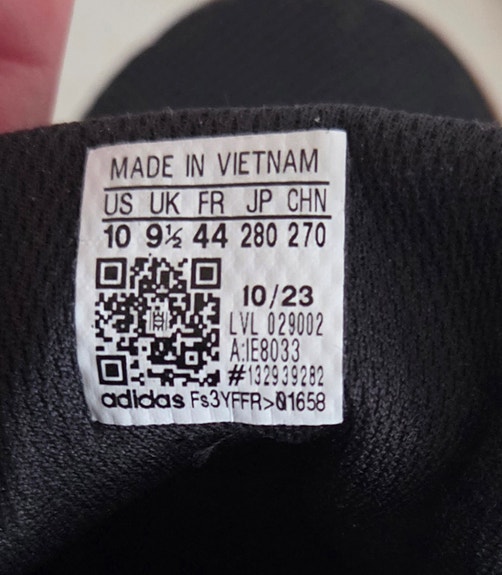 MADE IN VIETNAM
US UK FR JP CHN
10 9½ 44 280 270
10/23
LVL 029002
A:IE8033
#132939282
adidas Fs3YFFR>01658